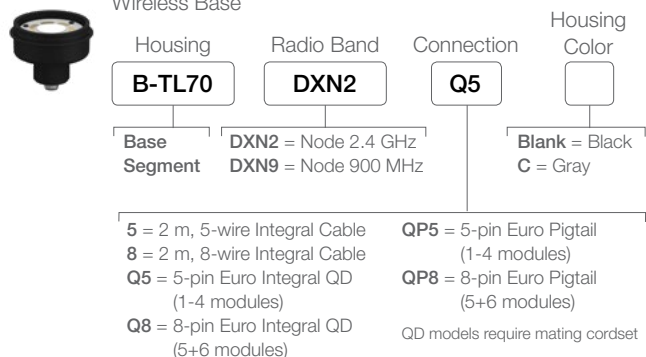 Wireless Base
Housing Radio Band Connection Housing Color
B-TL70 DXN2 Q5
Base Segment
DXN2 = Node 2.4 GHz
DXN9 = Node 900 MHz
Blank = Black
C = Gray
5 = 2 m, 5-wire Integral Cable
8 = 2 m, 8-wire Integral Cable
Q5 = 5-pin Euro Integral QD
(1-4 modules)
Q8 = 8-pin Euro Integral QD
(5+6 modules)
QP5 = 5-pin Euro Pigtail
(1-4 modules)
QP8 = 8-pin Euro Pigtail
(5+6 modules)
QD models require mating cordset